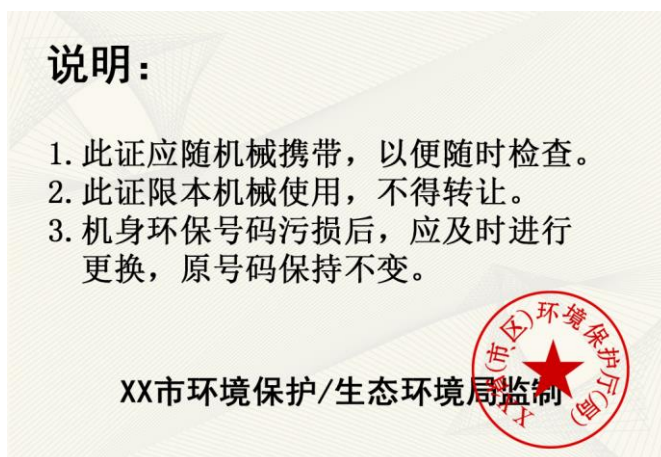 说明：
1.此证应随机械携带，以便随时检查。
2.此证限本机械使用，不得转让。
3.机身环保号码污损后，应及时进行
更换，原号码保持不变。
XX省(市、区)环境保护厅(局)
XX市环境保护/生态环境局监制